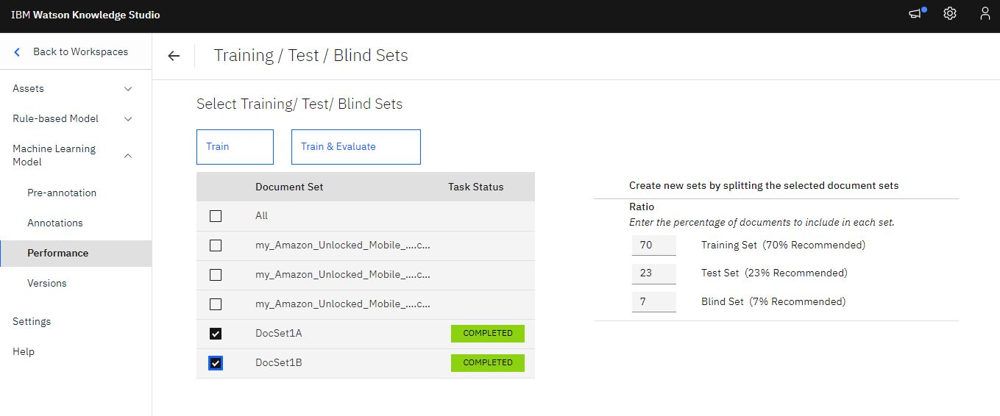 IBM Watson Knowledge Studio
Back to Workspaces
Training / Test / Blind Sets
Assets
Rule-based Model
Machine Learning
Model
Pre-annotation
Annotations
Performance
Versions
Settings
Help
Select Training/ Test/ Blind Sets
Train
Train & Evaluate
Document Set Task Status
All
my_Amazon_Unlocked_Mobile_....c...
my_Amazon_Unlocked_Mobile_....c...
my_Amazon_Unlocked_Mobile_....c...
DocSet1A COMPLETED
DocSet1B COMPLETED
Create new sets by splitting the selected document sets
Ratio
Enter the percentage of documents to include in each set.
70 Training Set (70% Recommended)
23 Test Set (23% Recommended)
7 Blind Set (7% Recommended)